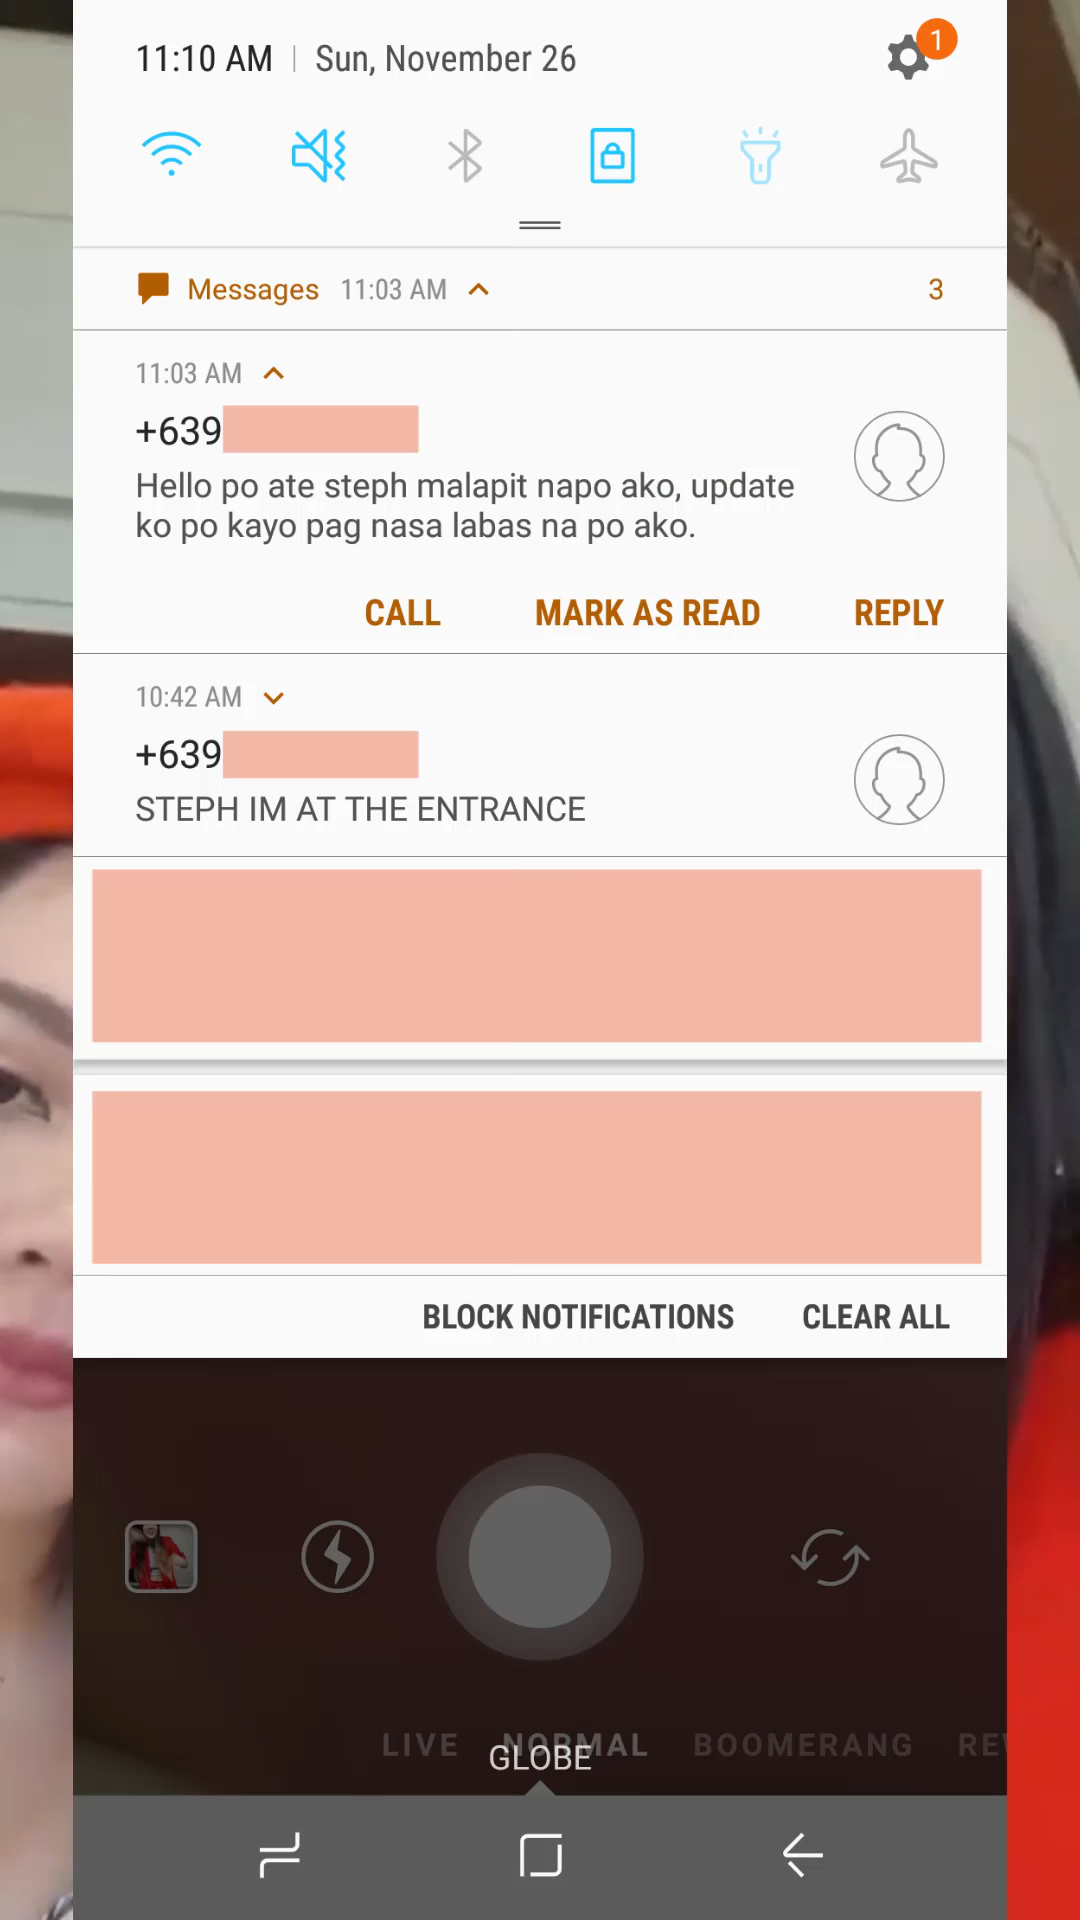 11:10 AM | Sun, November 26
1
Messages 11:03 AM
3
11:03 AM
+639
Hello po ate steph malapit napo ako, update
ko po kayo pag nasa labas na po ako.
CALL MARK AS READ REPLY
10:42 AM
+639
STEPH IM AT THE ENTRANCE
BLOCK NOTIFICATIONS CLEAR ALL
LIVE NORMAL BOOMERANG REW
GLOBE